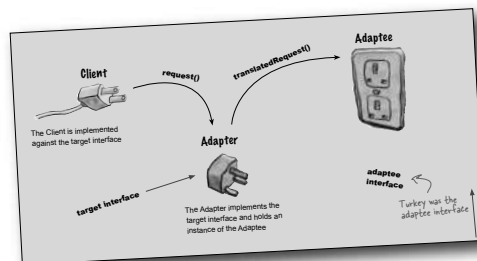 Adaptee
Client
request()
translatedRequest()
The Client is implemented
against the target interface
Adapter
target interface
The Adapter implements the
target interface and holds an
instance of the Adaptee
adaptee
interface
Turkey was the
adaptee interface